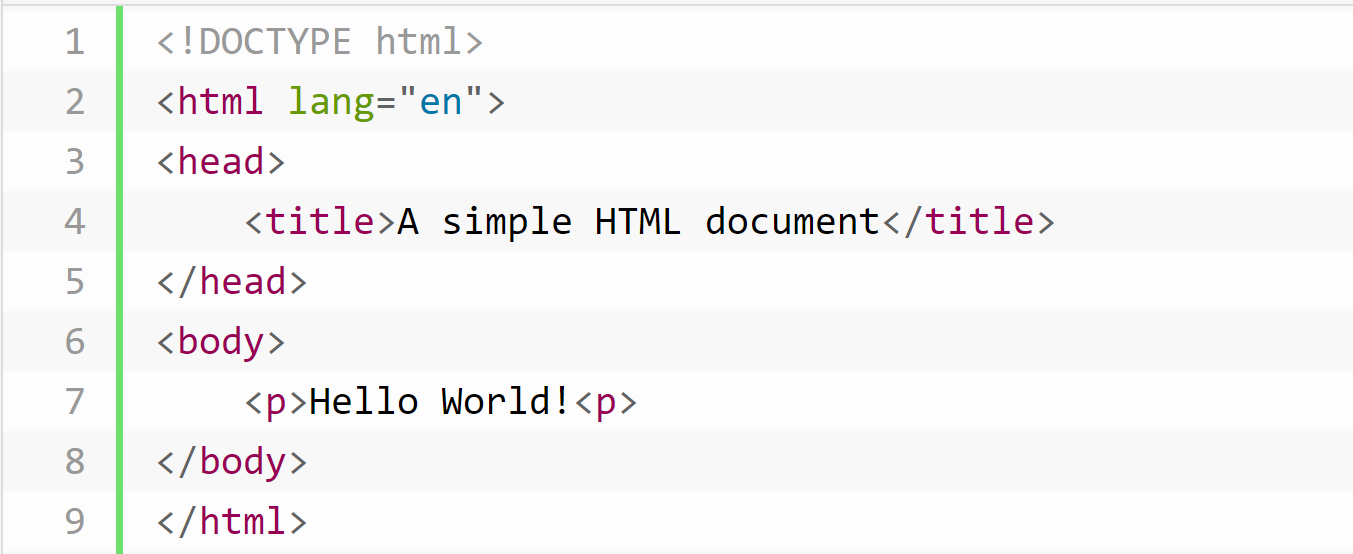 1 <!DOCTYPE html>
2 <html lang="en">
3 <head>
4     <title>A simple HTML document</title>
5 </head>
6 <body>
7     <p>Hello World!<p>
8 </body>
9 </html>